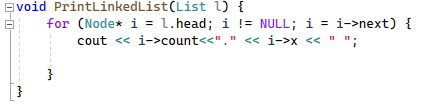 void PrintLinkedList(List l) {
    for (Node* i = l.head; i != NULL; i = i->next) {
        cout << i->count<<"." << i->x << " ";

    }
}